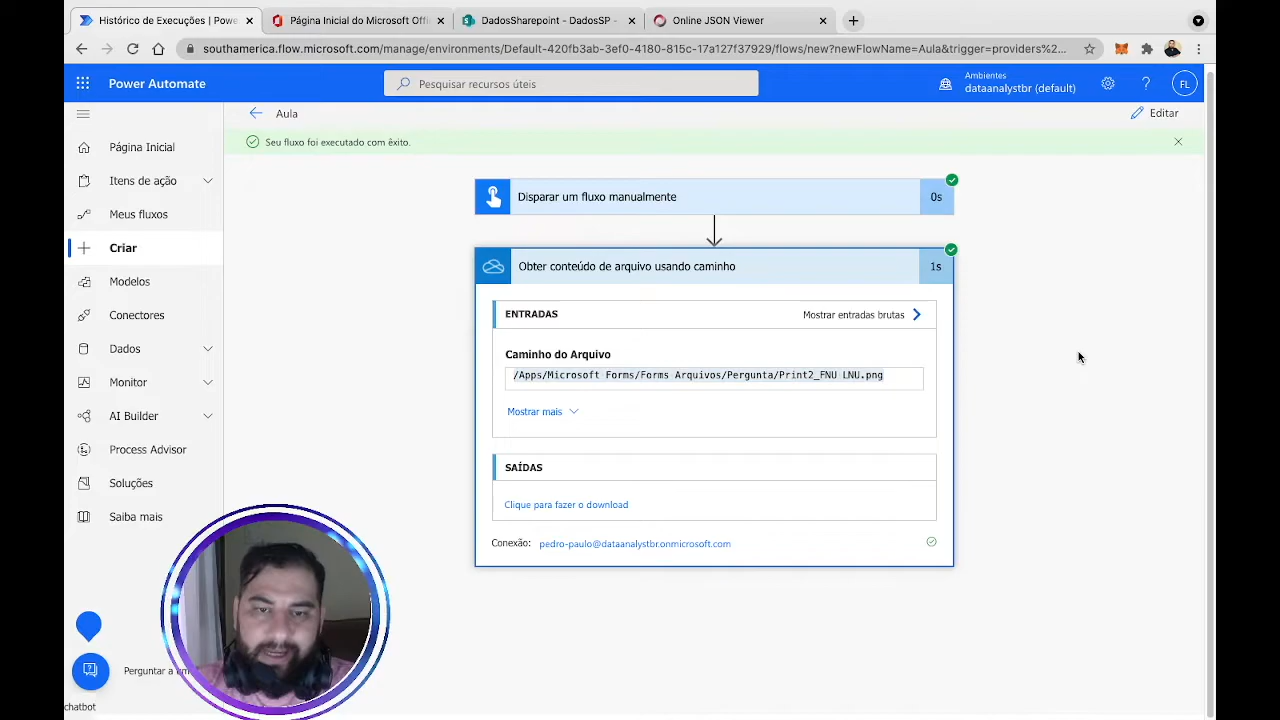 Histórico de Execuções | Powe
Página Inicial do Microsoft Offi
DadosSharepoint - DadosSP -
Online JSON Viewer
southamerica.flow.microsoft.com/manage/environments/Default-420fb3ab-3ef0-4180-815c-17a127f37929/flows/new?newFlowName=Aula&trigger=providers%2...
Power Automate
Pesquisar recursos úteis
Ambientes
dataanalystbr (default)
FL
Aula
Editar
Seu fluxo foi executado com êxito.
Página Inicial
Itens de ação
Meus fluxos
Criar
Modelos
Conectores
Dados
Monitor
AI Builder
Process Advisor
Soluções
Saiba mais
Disparar um fluxo manualmente
0s
Obter conteúdo de arquivo usando caminho
1s
ENTRADAS
Mostrar entradas brutas
Caminho do Arquivo
/Apps/Microsoft Forms/Forms Arquivos/Pergunta/Print2_FNU LNU.png
Mostrar mais
SAÍDAS
Clique para fazer o download
Conexão: pedro-paulo@dataanalystbr.onmicrosoft.com
Perguntar a
chatbot